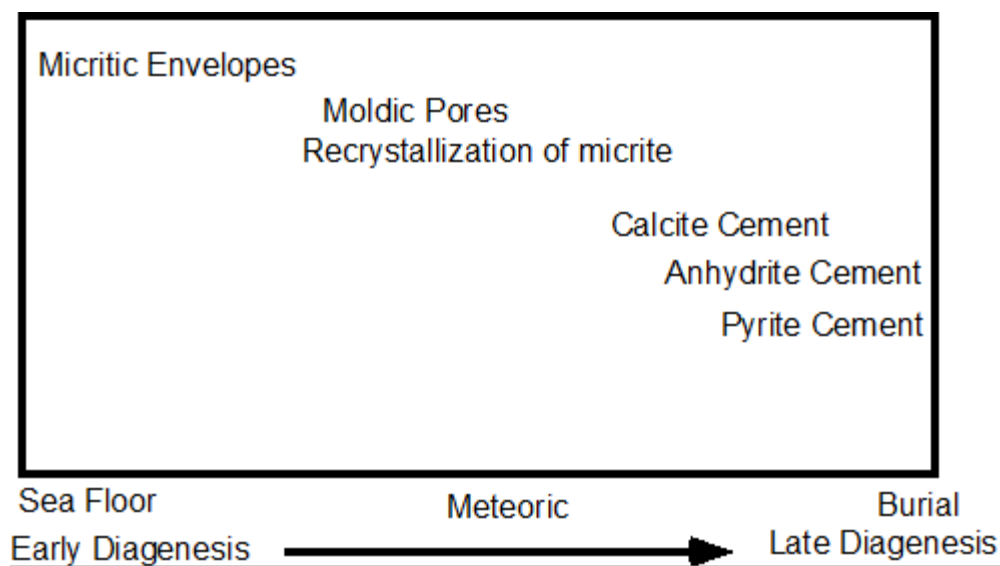 Micritic Envelopes
Moldic Pores
Recrystallization of micrite
Calcite Cement
Anhydrite Cement
Pyrite Cement
Sea Floor Meteoric Burial
Early Diagenesis Late Diagenesis